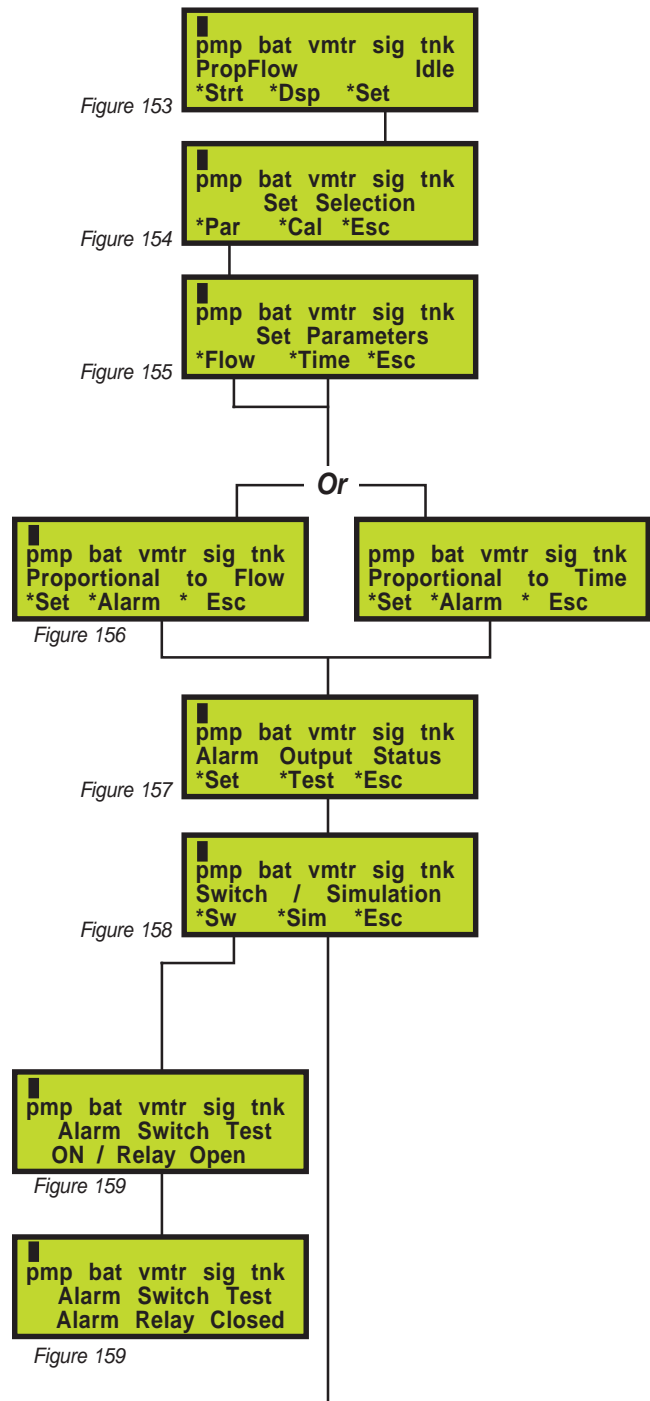 pmp bat vmtr sig tnk
PropFlow Idle
*Strt *Dsp *Set
Figure 153
pmp bat vmtr sig tnk
Set Selection
*Par *Cal *Esc
Figure 154
pmp bat vmtr sig tnk
Set Parameters
*Flow *Time *Esc
Figure 155
Or
pmp bat vmtr sig tnk
Proportional to Flow
*Set *Alarm * Esc
Figure 156
pmp bat vmtr sig tnk
Proportional to Time
*Set *Alarm * Esc
pmp bat vmtr sig tnk
Alarm Output Status
*Set *Test *Esc
Figure 157
pmp bat vmtr sig tnk
Switch / Simulation
*Sw *Sim *Esc
Figure 158
pmp bat vmtr sig tnk
Alarm Switch Test
ON / Relay Open
Figure 159
pmp bat vmtr sig tnk
Alarm Switch Test
Alarm Relay Closed
Figure 159